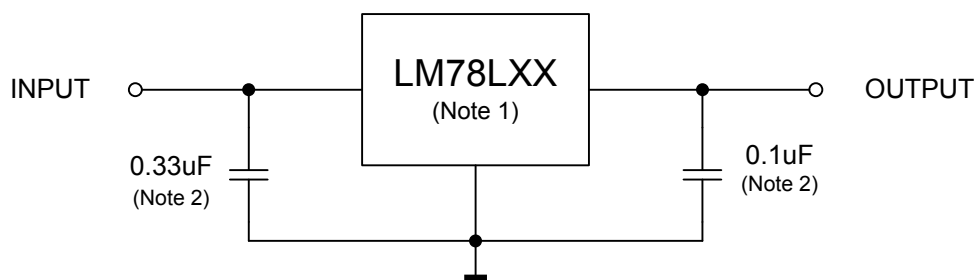 LM78LXX
(Note 1)
INPUT
OUTPUT
0.33uF
(Note 2)
0.1uF
(Note 2)